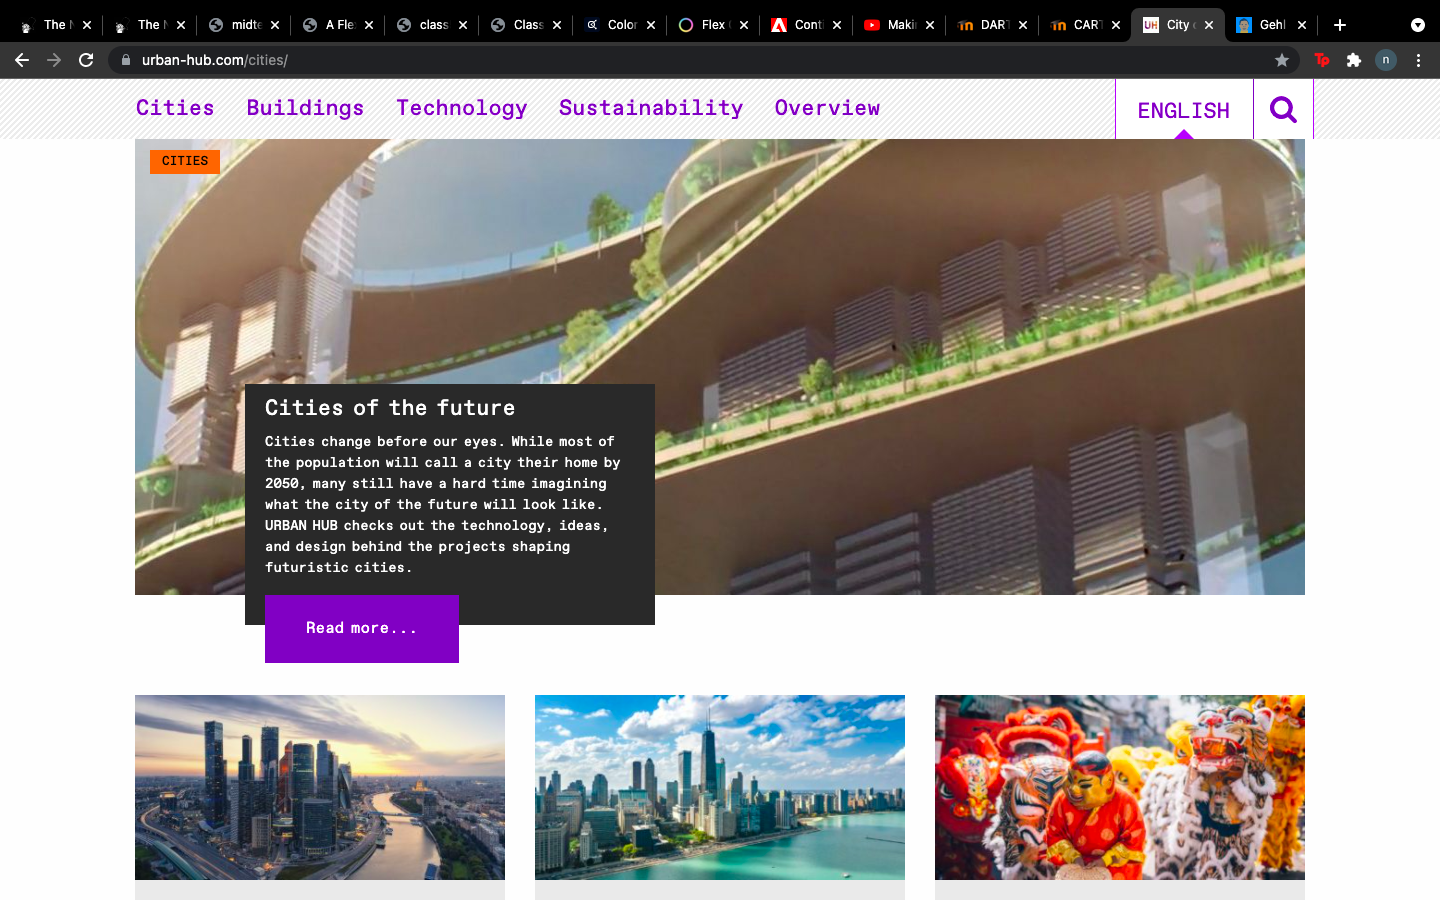 The N
The N
midte
A Fle
class
Class
Color
Flex
Conti
Maki
DART
CART
UH City
Gehl
urban-hub.com/cities/
Tp
n
Cities Buildings Technology Sustainability Overview ENGLISH
CITIES
Cities of the future
Cities change before our eyes. While most of
the population will call a city their home by
2050, many still have a hard time imagining
what the city of the future will look like.
URBAN HUB checks out the technology, ideas,
and design behind the projects shaping
futuristic cities.
Read more...